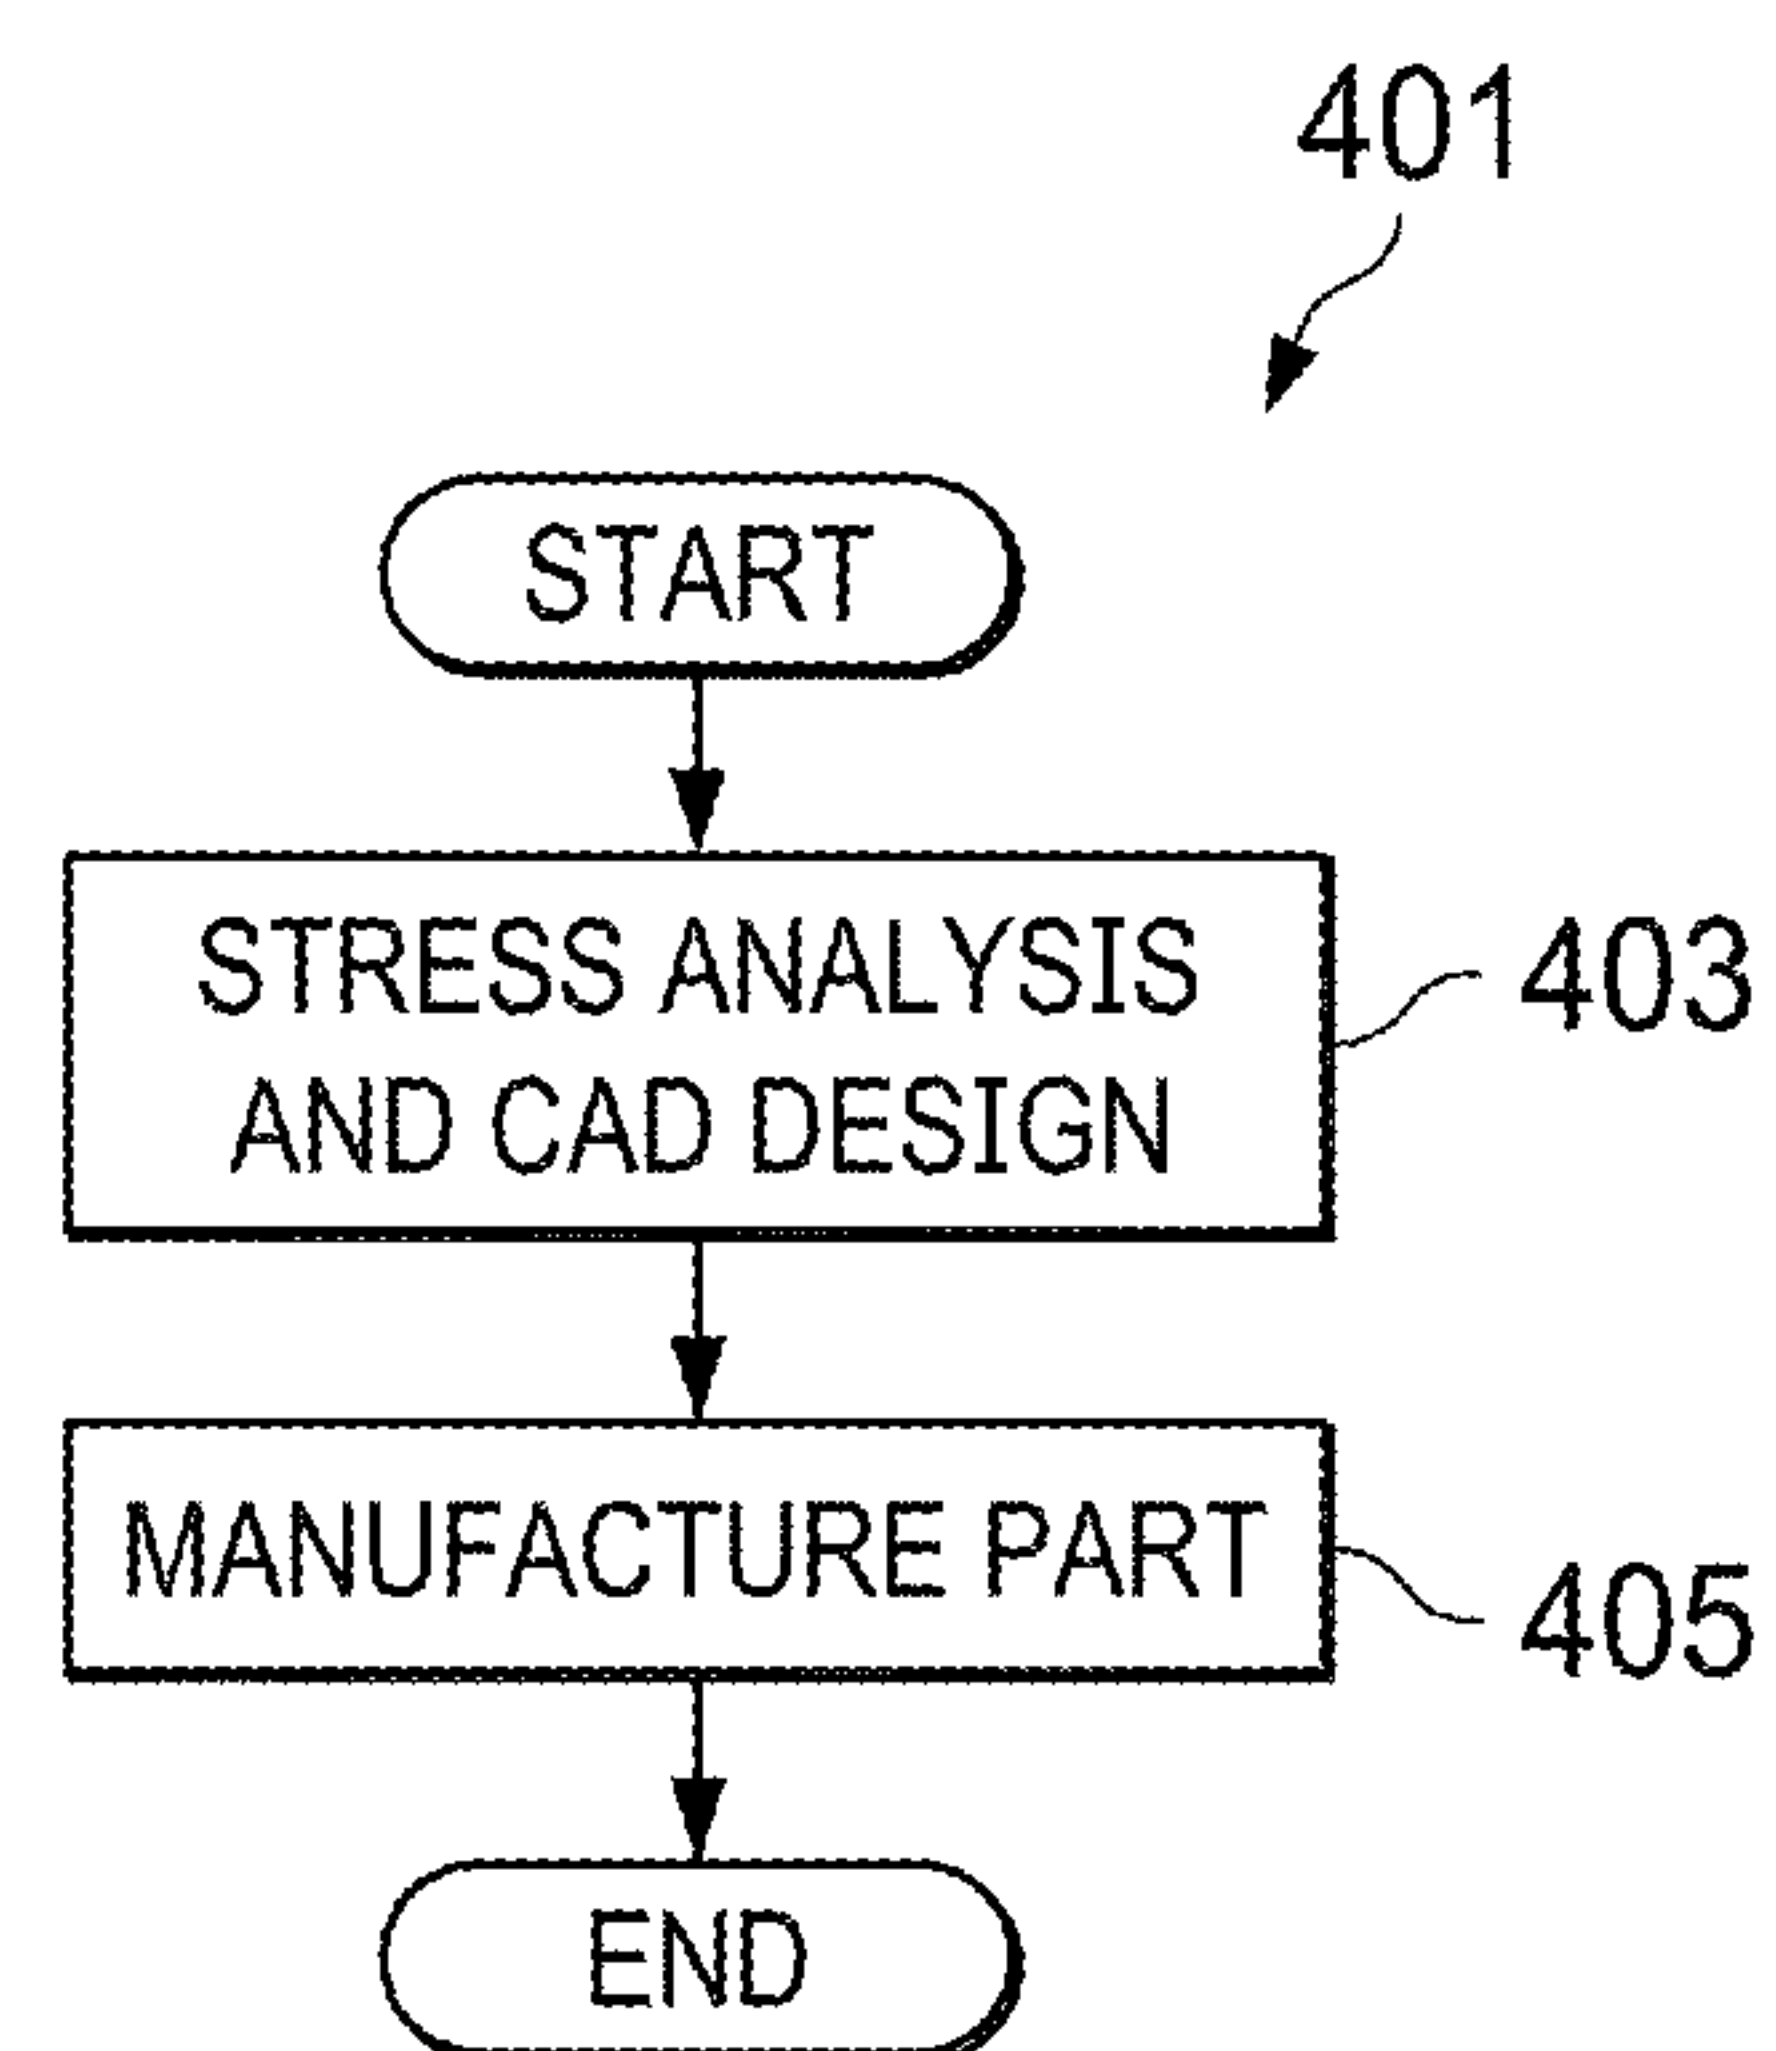 401
START
STRESS ANALYSIS
AND CAD DESIGN
403
MANUFACTURE PART
405
END